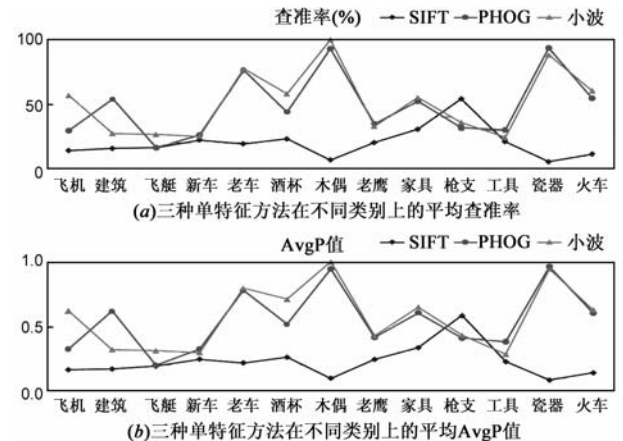 查准率(%) SIFT PHOG 小波
100
50
0
飞机 建筑 飞艇 新车 老车 酒杯 木偶 老鹰 家具 枪支 工具 瓷器 火车
(a)三种单特征方法在不同类别上的平均查准率
AvgP值 SIFT PHOG 小波
1.0
0.5
0.0
飞机 建筑 飞艇 新车 老车 酒杯 木偶 老鹰 家具 枪支 工具 瓷器 火车
(b)三种单特征方法在不同类别上的平均AvgP值